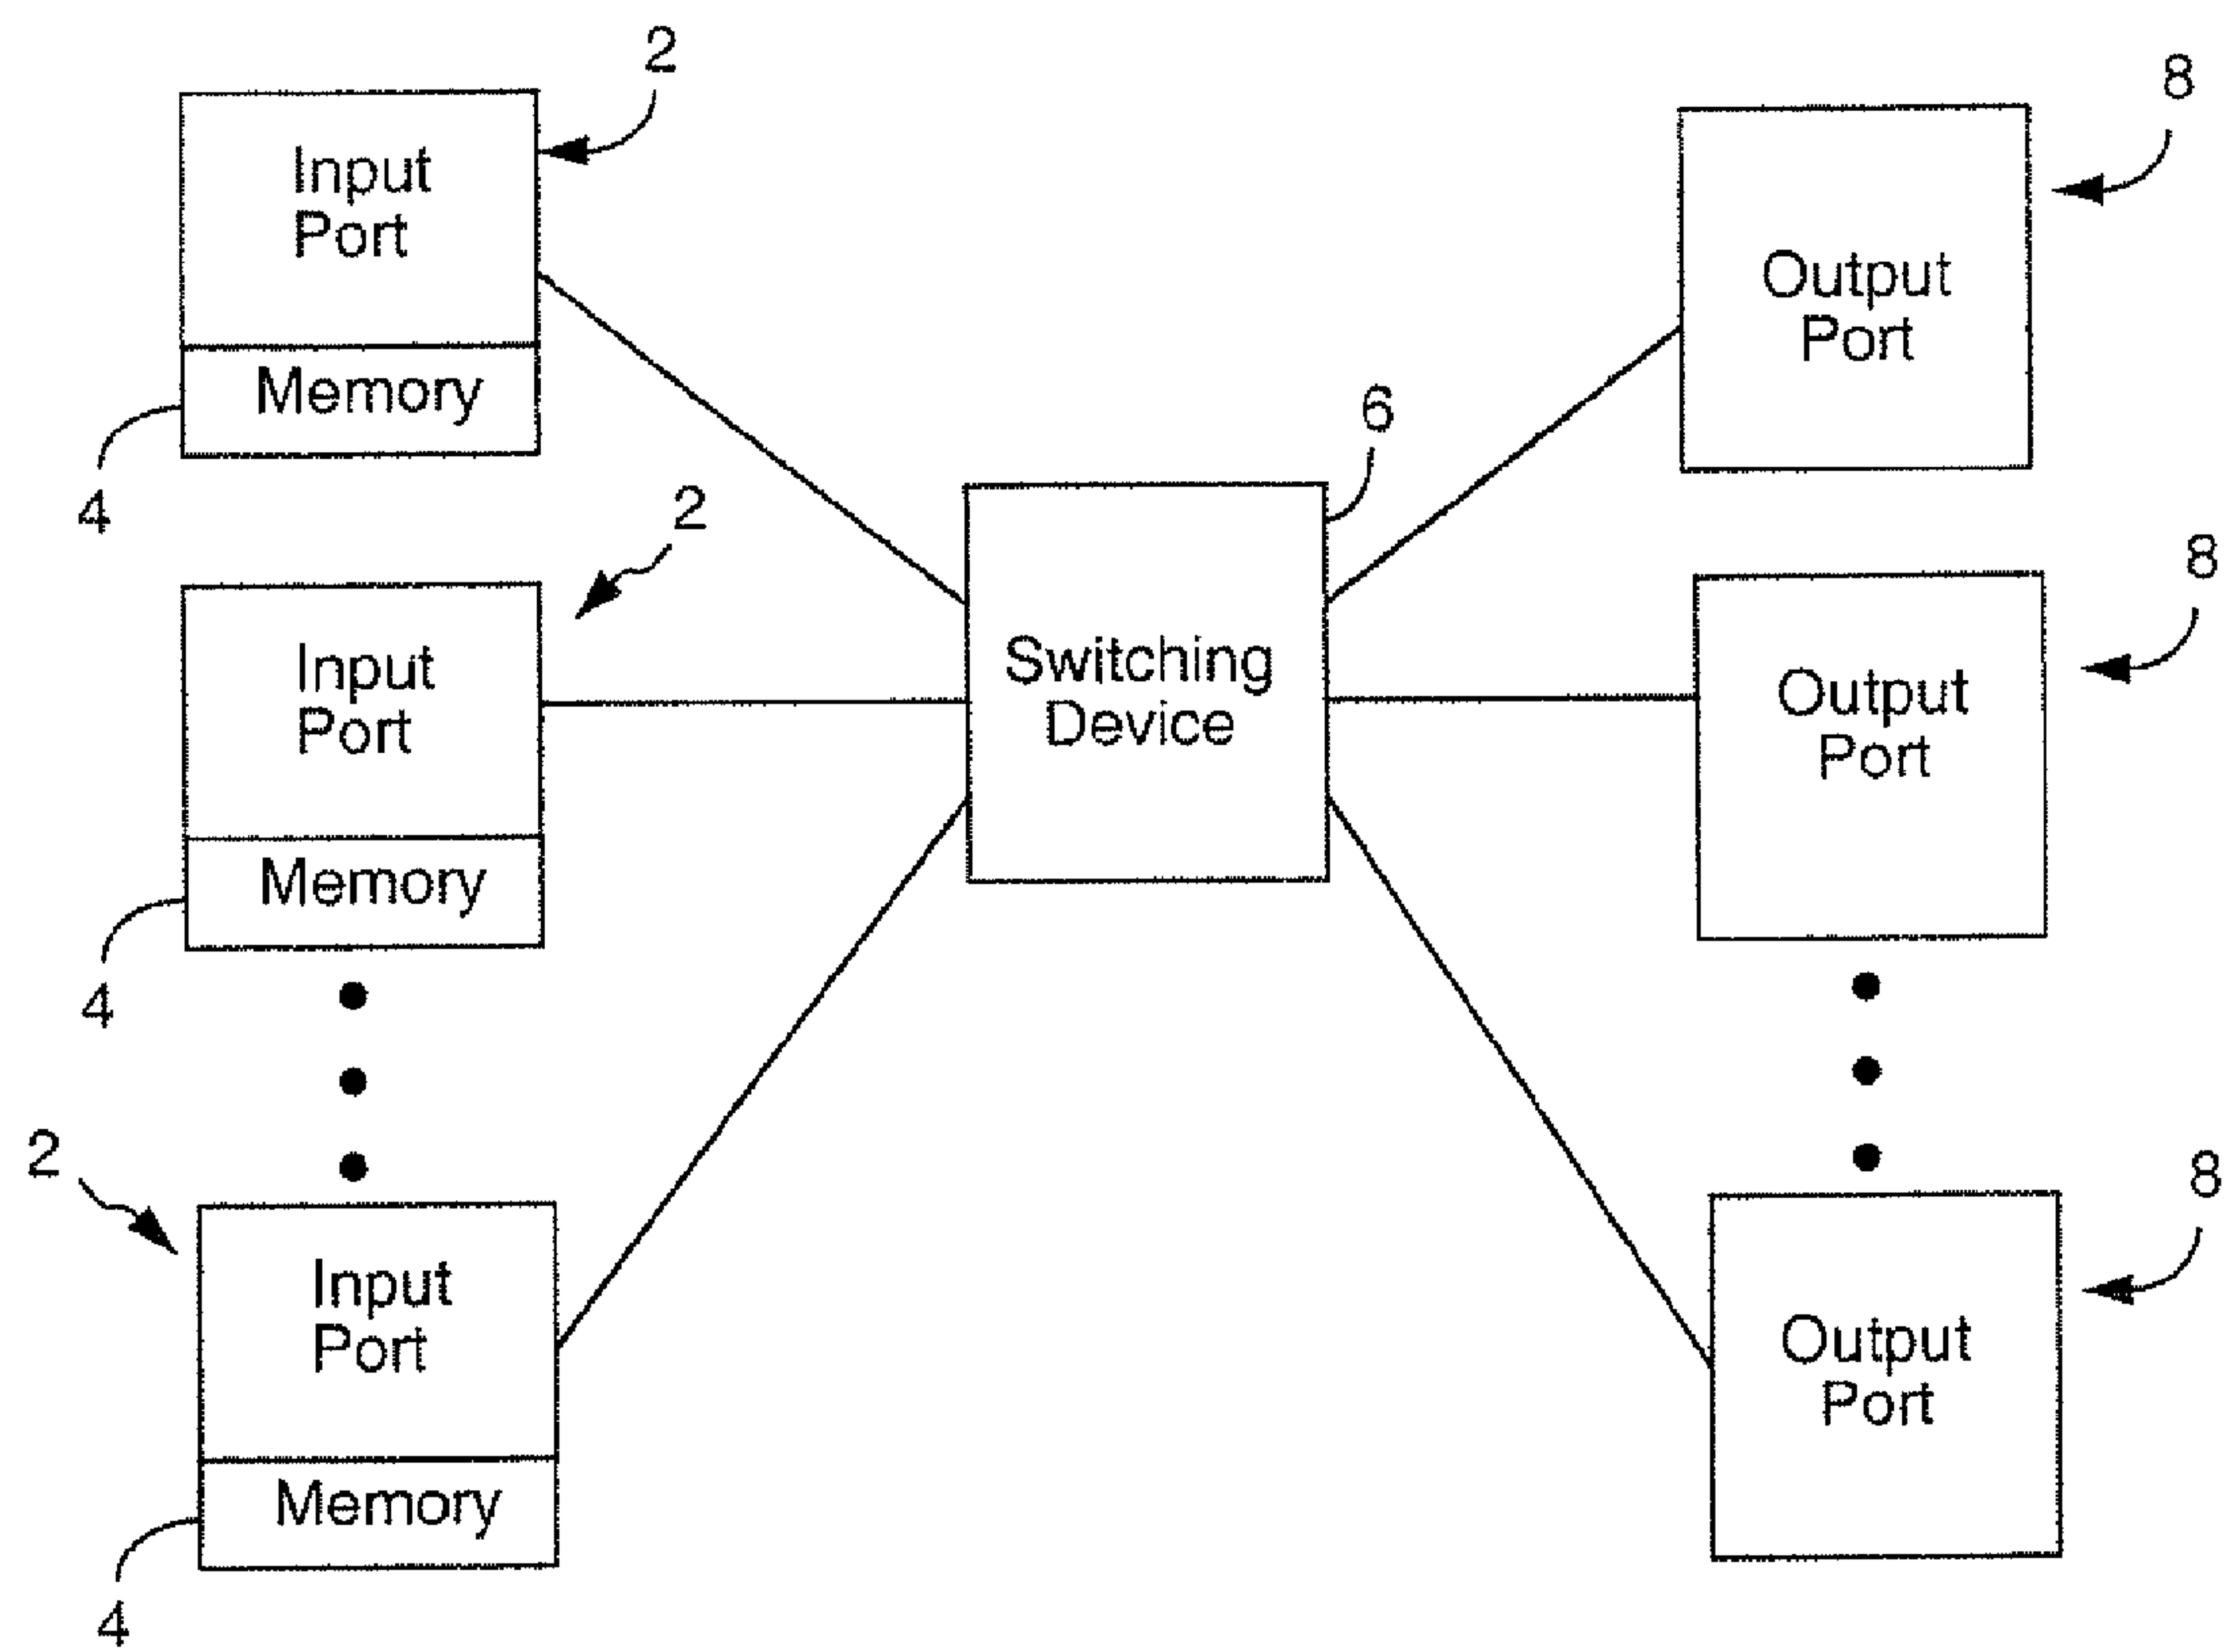 2
Input
Port
Memory
4
2
Input
Port
Memory
4
2
Input
Port
Memory
4
6
Switching
Device
8
Output
Port
8
Output
Port
8
Output
Port